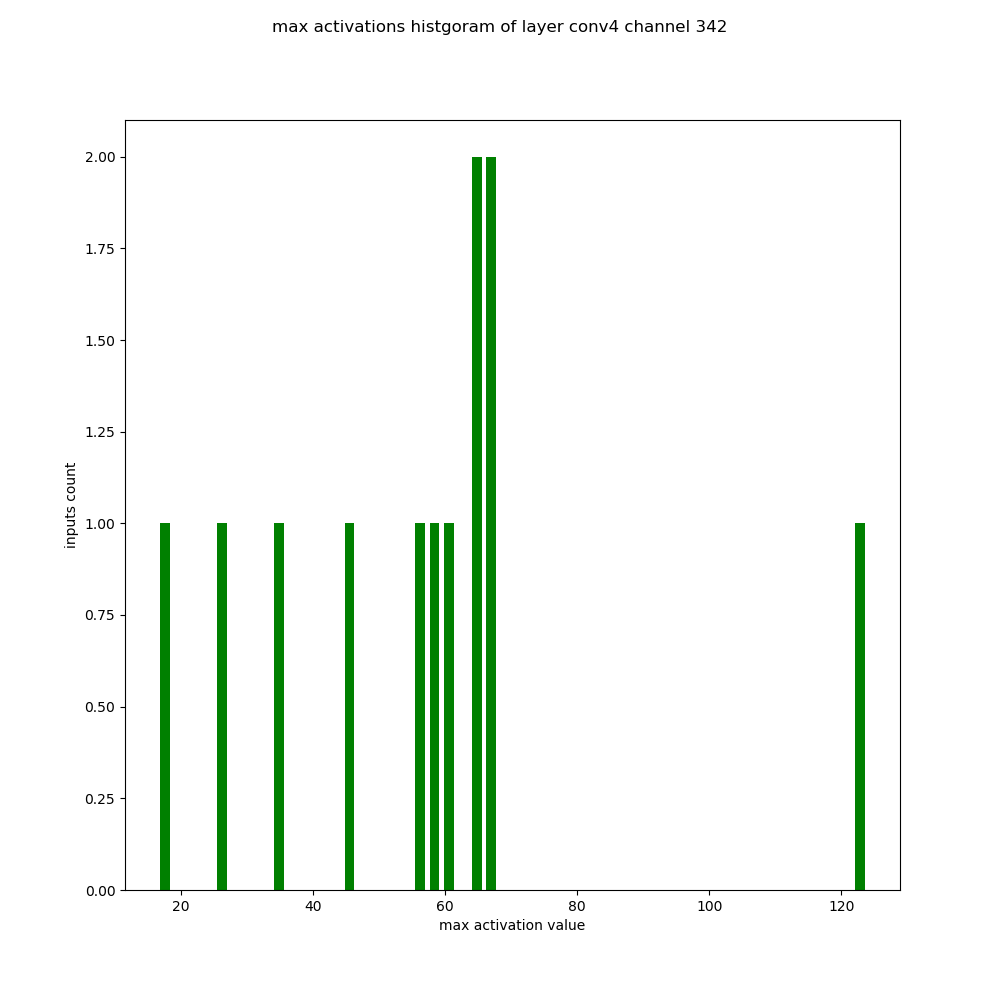 max activations histgoram of layer conv4 channel 342
2.00
1.75
1.50
1.25
1.00
0.75
0.50
0.25
0.00
inputs count
20 40 60 80 100 120
max activation value